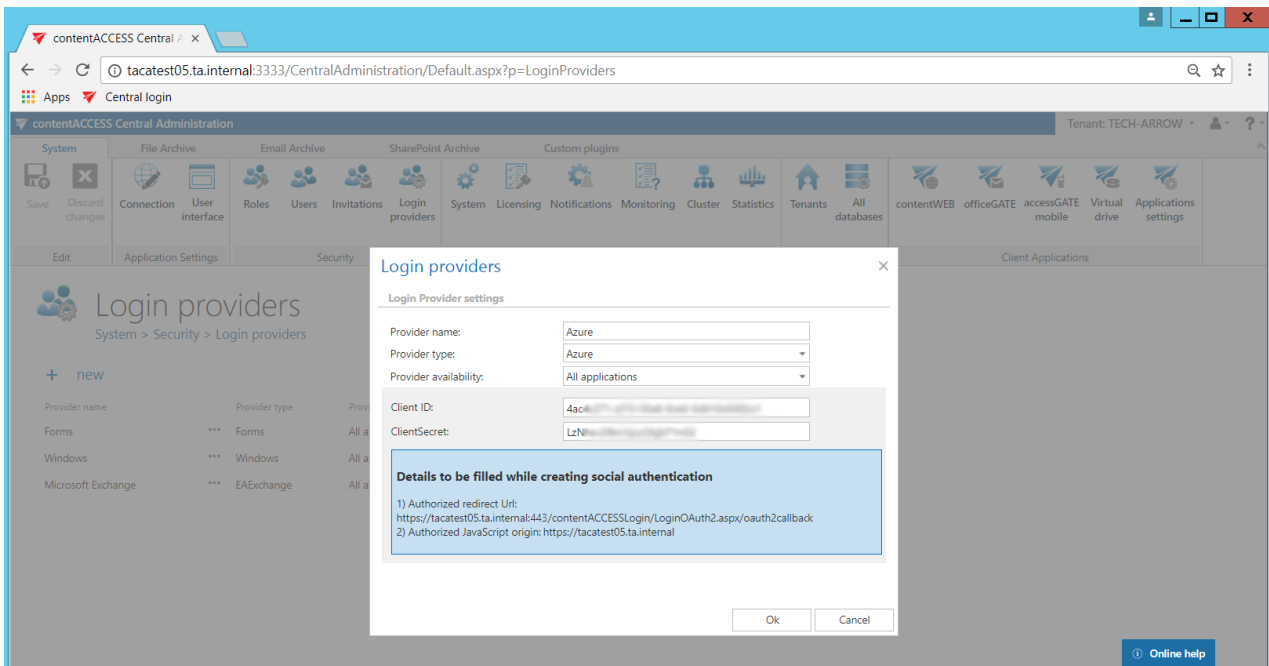 contentACCESS Central A
tacatest05.ta.internal:3333/CentralAdministration/Default.aspx?p=LoginProviders
Apps Central login
contentACCESS Central Administration Tenant: TECH-ARROW ?
System File Archive Email Archive SharePoint Archive Custom plugins
Save Discard changes Connection User interface Roles Users Invitations Login providers System Licensing Notifications Monitoring Cluster Statistics Tenants All databases contentWEB officeGATE accessGATE mobile Virtual drive Applications settings
Edit Application Settings Security Client Applications
Login providers
System > Security > Login providers
+ new
Provider name Provider type Prov
Forms *** Forms All a
Windows *** Windows All a
Microsoft Exchange *** EAExchange All a
Login providers
Login Provider settings
Provider name: Azure
Provider type: Azure
Provider availability: All applications
Client ID: 4ac
ClientSecret: LzN
Details to be filled while creating social authentication
1) Authorized redirect Url:
https://tacatest05.ta.internal:443/contentACCESSLogin/LoginOAuth2.aspx/oauth2callback
2) Authorized JavaScript origin: https://tacatest05.ta.internal
Ok Cancel
Online help